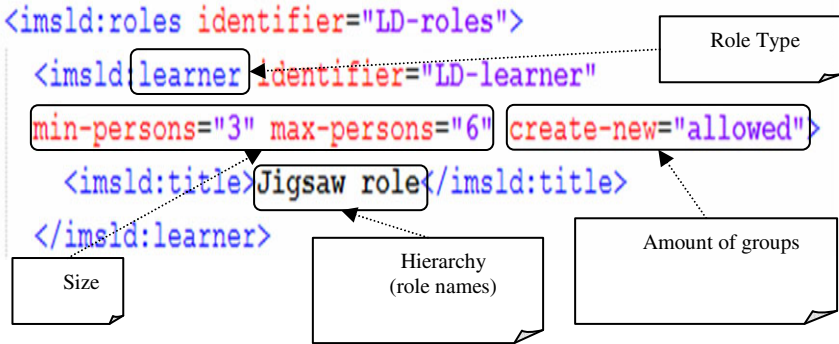 <imsld:roles identifier="LD-roles">
Role Type
<imsld:learner identifier="LD-learner"
min-persons="3" max-persons="6" create-new="allowed">
<imsld:title>Jigsaw role</imsld:title>
</imsld:learner>
Size
Hierarchy
(role names)
Amount of groups